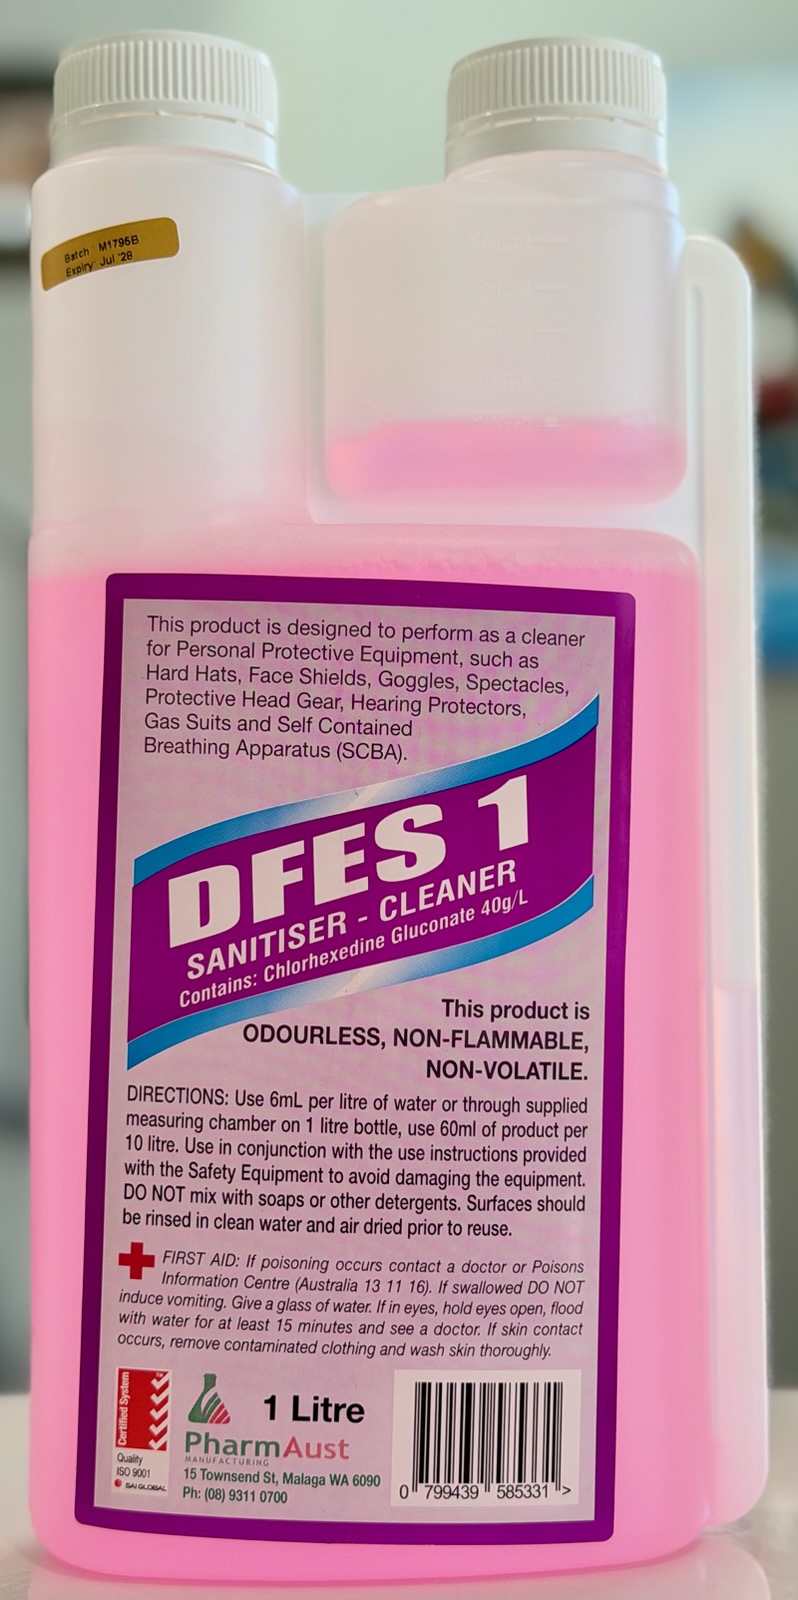 Batch : M1795B
Expiry: Jul '28
This product is designed to perform as a cleaner
for Personal Protective Equipment, such as
Hard Hats, Face Shields, Goggles, Spectacles,
Protective Head Gear, Hearing Protectors,
Gas Suits and Self Contained
Breathing Apparatus (SCBA).
DFES 1
SANITISER - CLEANER
Contains: Chlorhexedine Gluconate 40g/L
This product is
ODOURLESS, NON-FLAMMABLE,
NON-VOLATILE.
DIRECTIONS: Use 6mL per litre of water or through supplied
measuring chamber on 1 litre bottle, use 60ml of product per
10 litre. Use in conjunction with the use instructions provided
with the Safety Equipment to avoid damaging the equipment.
DO NOT mix with soaps or other detergents. Surfaces should
be rinsed in clean water and air dried prior to reuse.
FIRST AID: If poisoning occurs contact a doctor or Poisons
Information Centre (Australia 13 11 16). If swallowed DO NOT
induce vomiting. Give a glass of water. If in eyes, hold eyes open, flood
with water for at least 15 minutes and see a doctor. If skin contact
occurs, remove contaminated clothing and wash skin thoroughly.
Certified System
Quality
ISO 9001
SAI GLOBAL
1 Litre
PharmAust
MANUFACTURING
15 Townsend St, Malaga WA 6090
Ph: (08) 9311 0700
0 799439 585331 >